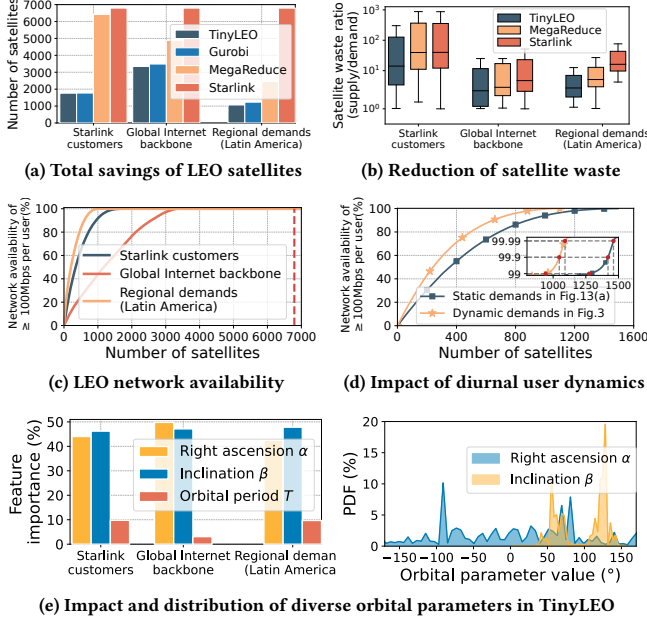 Number of satellites
7000
6000
5000
4000
3000
2000
1000
0
TinyLEO
Gurobi
MegaReduce
Starlink
Starlink customers
Global Internet backbone
Regional demands (Latin America)
(a) Total savings of LEO satellites
Satellite waste ratio (supply/demand)
10³
10²
10¹
10⁰
TinyLEO
MegaReduce
Starlink
Starlink customers
Global Internet backbone
Regional demands (Latin America)
(b) Reduction of satellite waste
Network availability of
≥ 100Mbps per user(%)
100
80
60
40
20
0
Starlink customers
Global Internet backbone
Regional demands
(Latin America)
0 1000 2000 3000 4000 5000 6000 7000
Number of satellites
(c) LEO network availability
Network availability of
≥ 100Mbps per user(%)
100
80
60
40
20
0
99.99
99.9
99
1000 1200 1400
Static demands in Fig.13(a)
Dynamic demands in Fig.3
0 400 800 1200 1600
Number of satellites
(d) Impact of diurnal user dynamics
Feature
importance (%)
50
40
30
20
10
0
Right ascension α
Inclination β
Orbital period T
Starlink customers
Global Internet backbone
Regional deman
(Latin America
PDF (%)
20
15
10
5
0
Right ascension α
Inclination β
−150 −100 −50 0 50 100 150
Orbital parameter value (°)
(e) Impact and distribution of diverse orbital parameters in TinyLEO